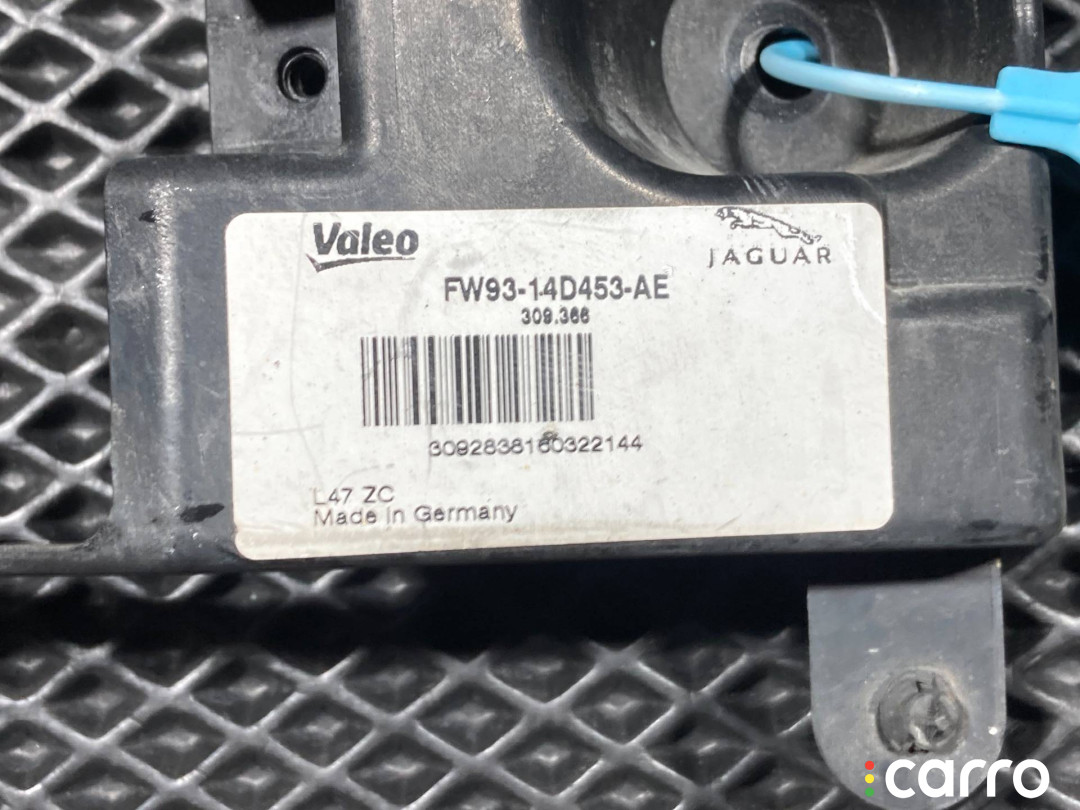 Valeo
JAGUAR
FW93-14D453-AE
309.366
3092838160322144
L47 ZC
Made in Germany
carro